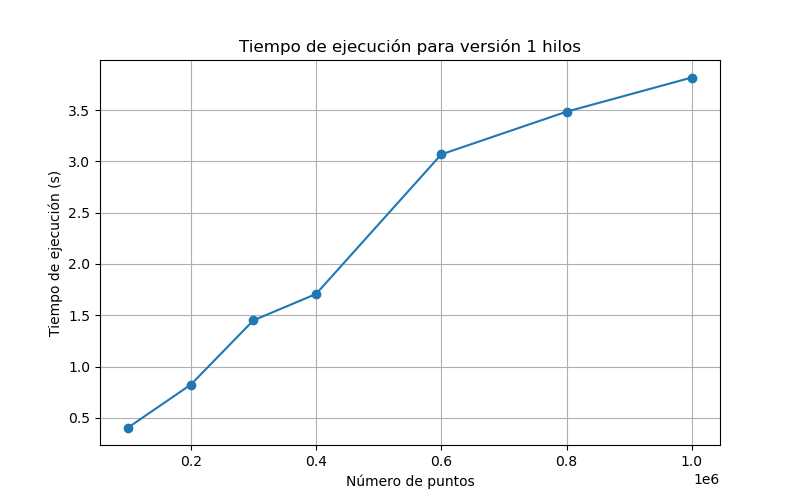 Tiempo de ejecución para versión 1 hilos
Tiempo de ejecución (s)
3.5
3.0
2.5
2.0
1.5
1.0
0.5
0.2 0.4 0.6 0.8 1.0
1e6
Número de puntos